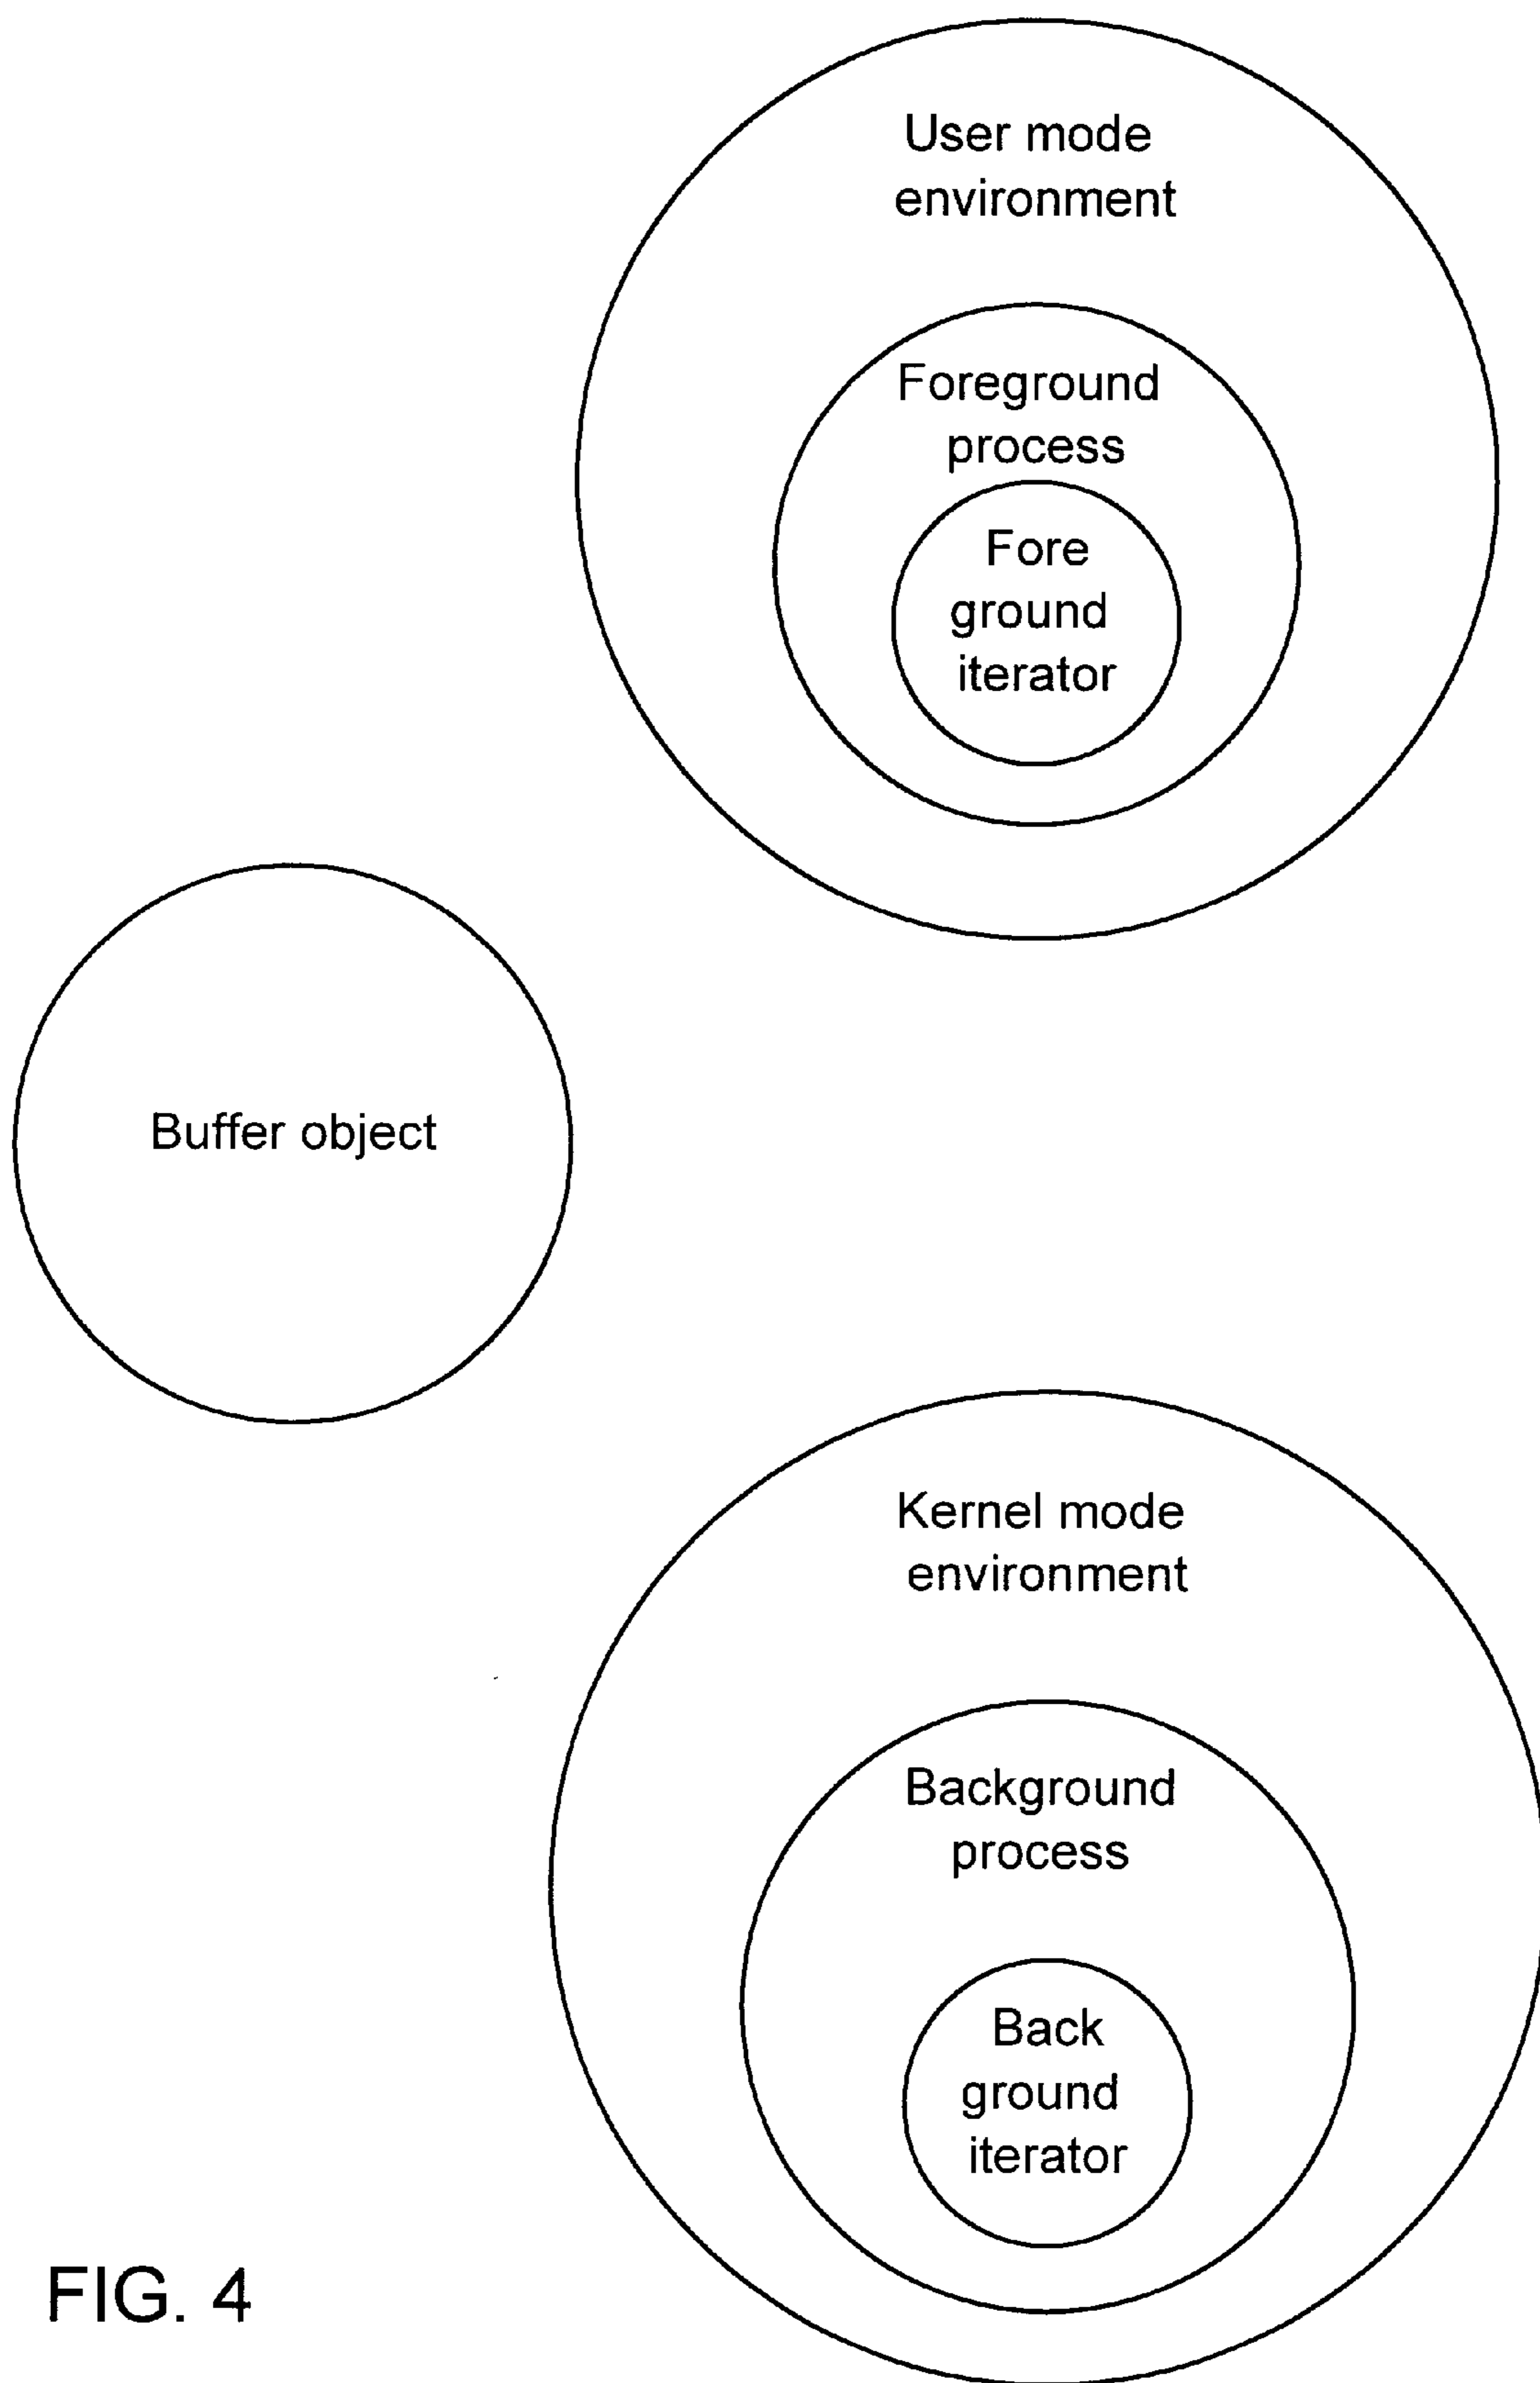 User mode
environment
Foreground
process
Fore
ground
iterator
Buffer object
Kernel mode
environment
Background
process
Back
ground
iterator
FIG. 4